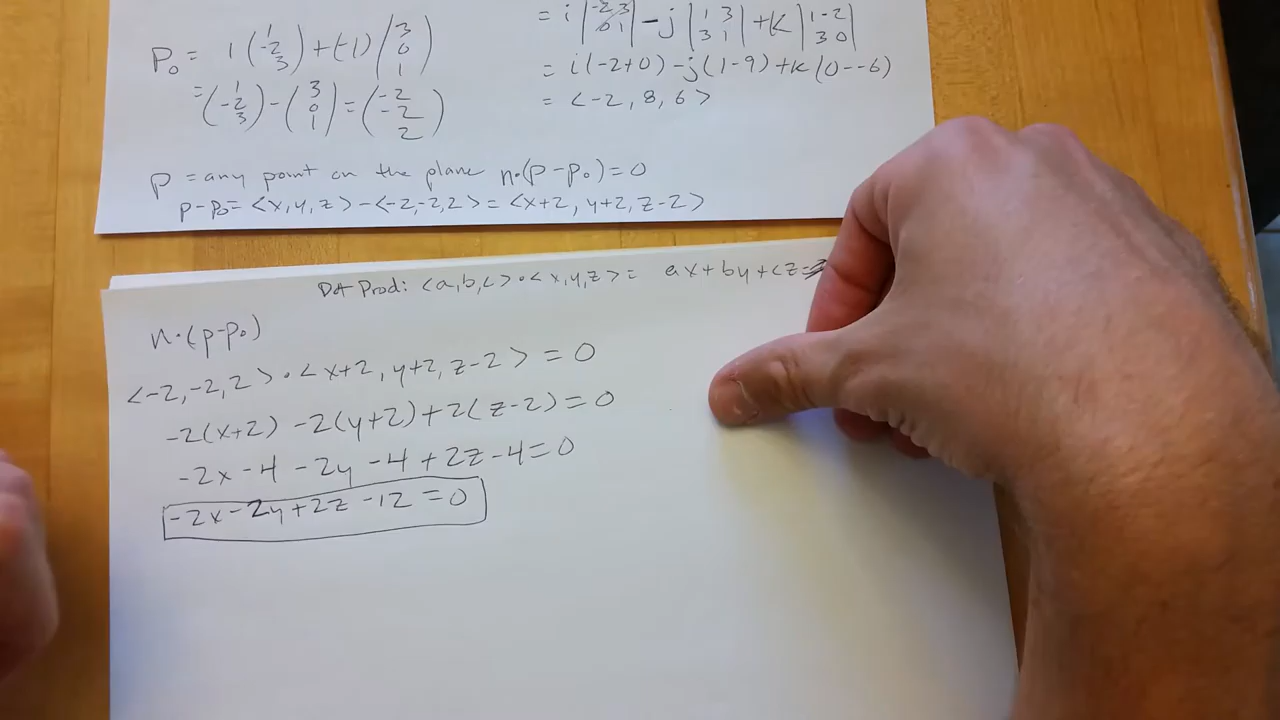 = i |-2 3 / 0 1| - j |1 3 / 3 1| + k |1 -2 / 3 0|
P₀ = 1 (1 / -2 / 3) + (-1) (3 / 0 / 1)
= i(-2+0) - j(1-9) + k(0--6)
= (1 / -2 / 3) - (3 / 0 / 1) = (-2 / -2 / 2)
= <-2, 8, 6>
P = any point on the plane n•(p-p₀)=0
p-p₀ = <x,y,z> - <-2,-2,2> = <x+2, y+2, z-2>
Dot Prod: <a,b,c> • <x,y,z> = ax+by+cz=
n•(p-p₀)
<-2,-2,2> • <x+2, y+2, z-2> = 0
-2(x+2) -2(y+2)+2(z-2)=0
-2x-4-2y-4+2z-4=0
-2x-2y+2z-12=0